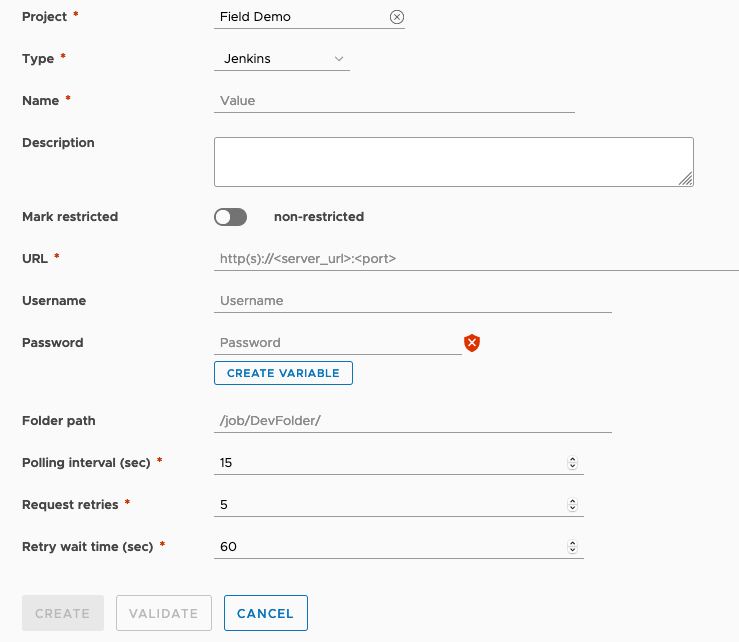 Project * Field Demo
Type * Jenkins
Name * Value
Description
Mark restricted non-restricted
URL * http(s)://<server_url>:<port>
Username Username
Password Password
CREATE VARIABLE
Folder path /job/DevFolder/
Polling interval (sec) * 15
Request retries * 5
Retry wait time (sec) * 60
CREATE VALIDATE CANCEL